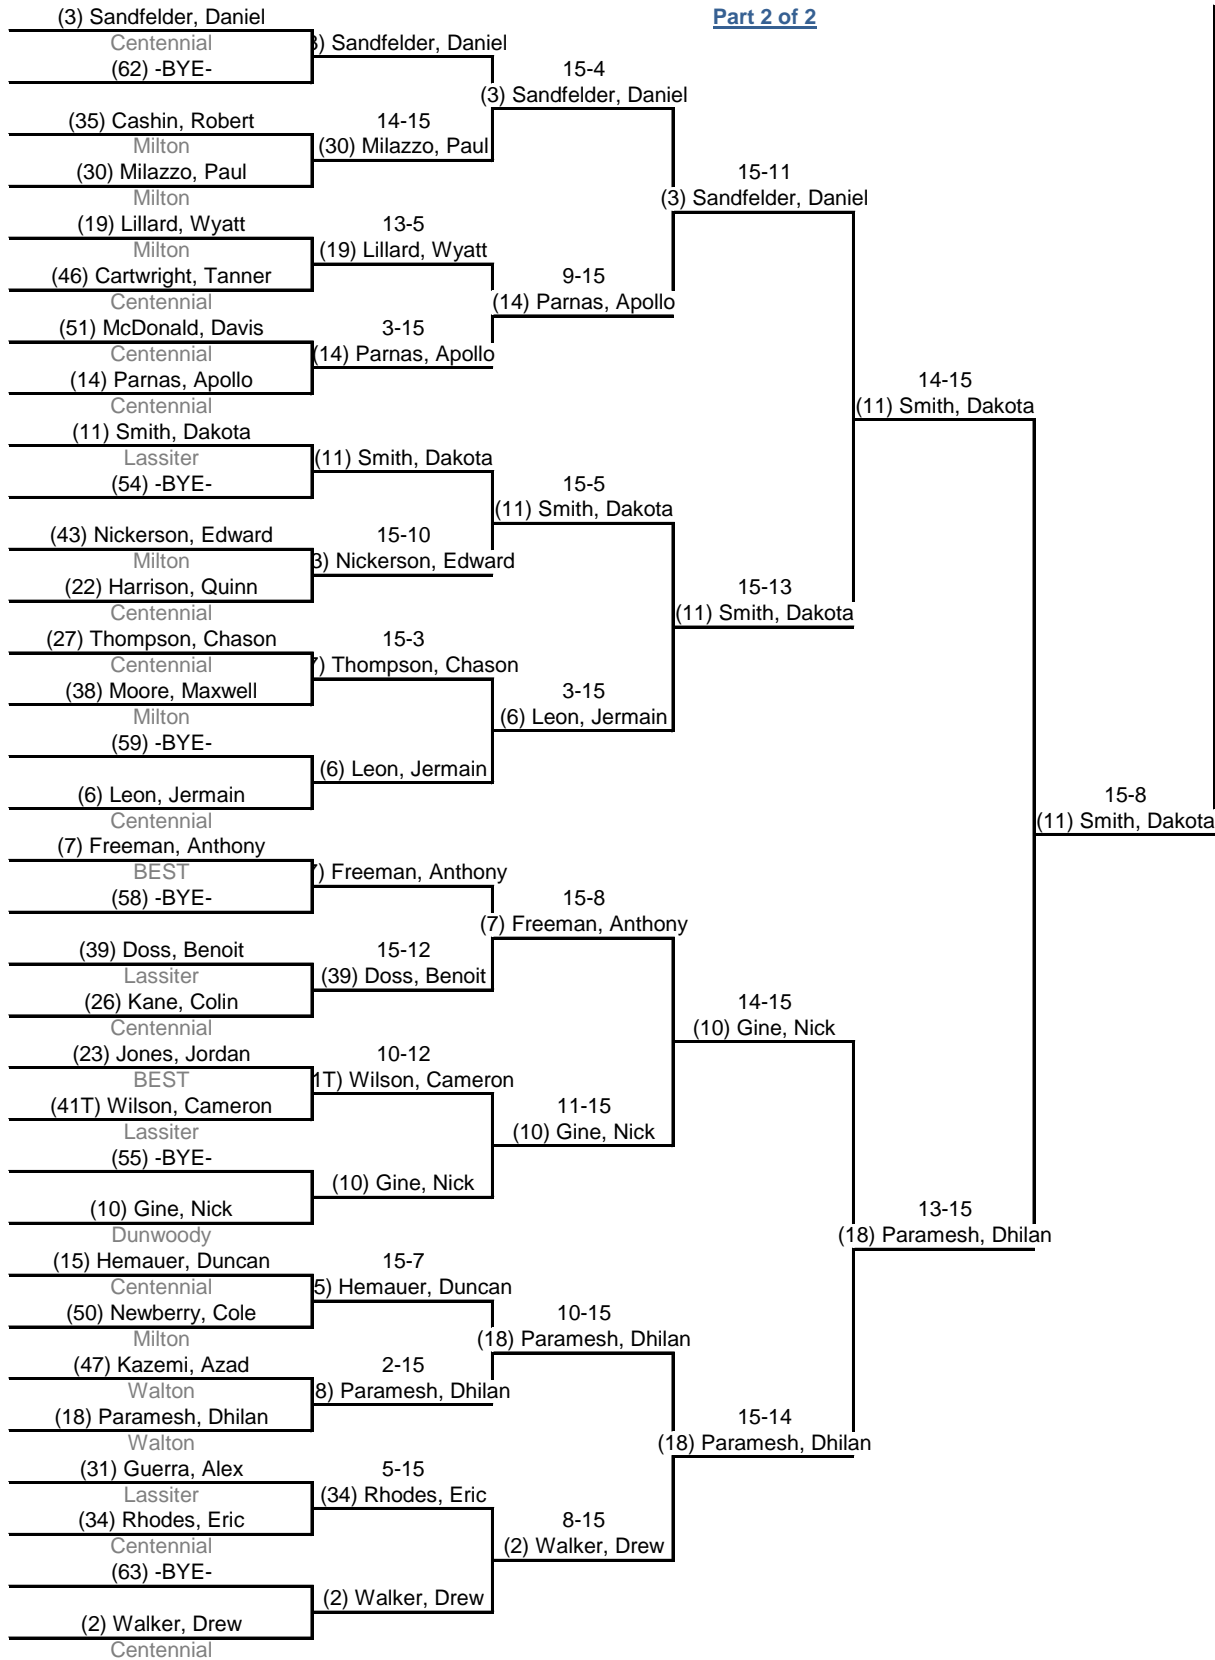 Part 2 of 2
(3) Sandfelder, Daniel
Centennial
(62) -BYE-
(35) Cashin, Robert
Milton
(30) Milazzo, Paul
Milton
(19) Lillard, Wyatt
Milton
(46) Cartwright, Tanner
Centennial
(51) McDonald, Davis
Centennial
(14) Parnas, Apollo
Centennial
(11) Smith, Dakota
Lassiter
(54) -BYE-
(43) Nickerson, Edward
Milton
(22) Harrison, Quinn
Centennial
(27) Thompson, Chason
Centennial
(38) Moore, Maxwell
Milton
(59) -BYE-
(6) Leon, Jermain
Centennial
(7) Freeman, Anthony
BEST
(58) -BYE-
(39) Doss, Benoit
Lassiter
(26) Kane, Colin
Centennial
(23) Jones, Jordan
BEST
(41T) Wilson, Cameron
Lassiter
(55) -BYE-
(10) Gine, Nick
Dunwoody
(15) Hemauer, Duncan
Centennial
(50) Newberry, Cole
Milton
(47) Kazemi, Azad
Walton
(18) Paramesh, Dhilan
Walton
(31) Guerra, Alex
Lassiter
(34) Rhodes, Eric
Centennial
(63) -BYE-
(2) Walker, Drew
Centennial
3) Sandfelder, Daniel
14-15
(30) Milazzo, Paul
13-5
(19) Lillard, Wyatt
3-15
(14) Parnas, Apollo
(11) Smith, Dakota
15-10
3) Nickerson, Edward
15-3
7) Thompson, Chason
(6) Leon, Jermain
7) Freeman, Anthony
15-12
(39) Doss, Benoit
10-12
1T) Wilson, Cameron
(10) Gine, Nick
15-7
5) Hemauer, Duncan
2-15
8) Paramesh, Dhilan
5-15
(34) Rhodes, Eric
(2) Walker, Drew
15-4
(3) Sandfelder, Daniel
9-15
(14) Parnas, Apollo
15-5
(11) Smith, Dakota
3-15
(6) Leon, Jermain
15-8
(7) Freeman, Anthony
11-15
(10) Gine, Nick
10-15
(18) Paramesh, Dhilan
8-15
(2) Walker, Drew
15-11
(3) Sandfelder, Daniel
15-13
(11) Smith, Dakota
14-15
(10) Gine, Nick
15-14
(18) Paramesh, Dhilan
14-15
(11) Smith, Dakota
13-15
(18) Paramesh, Dhilan
15-8
(11) Smith, Dakota